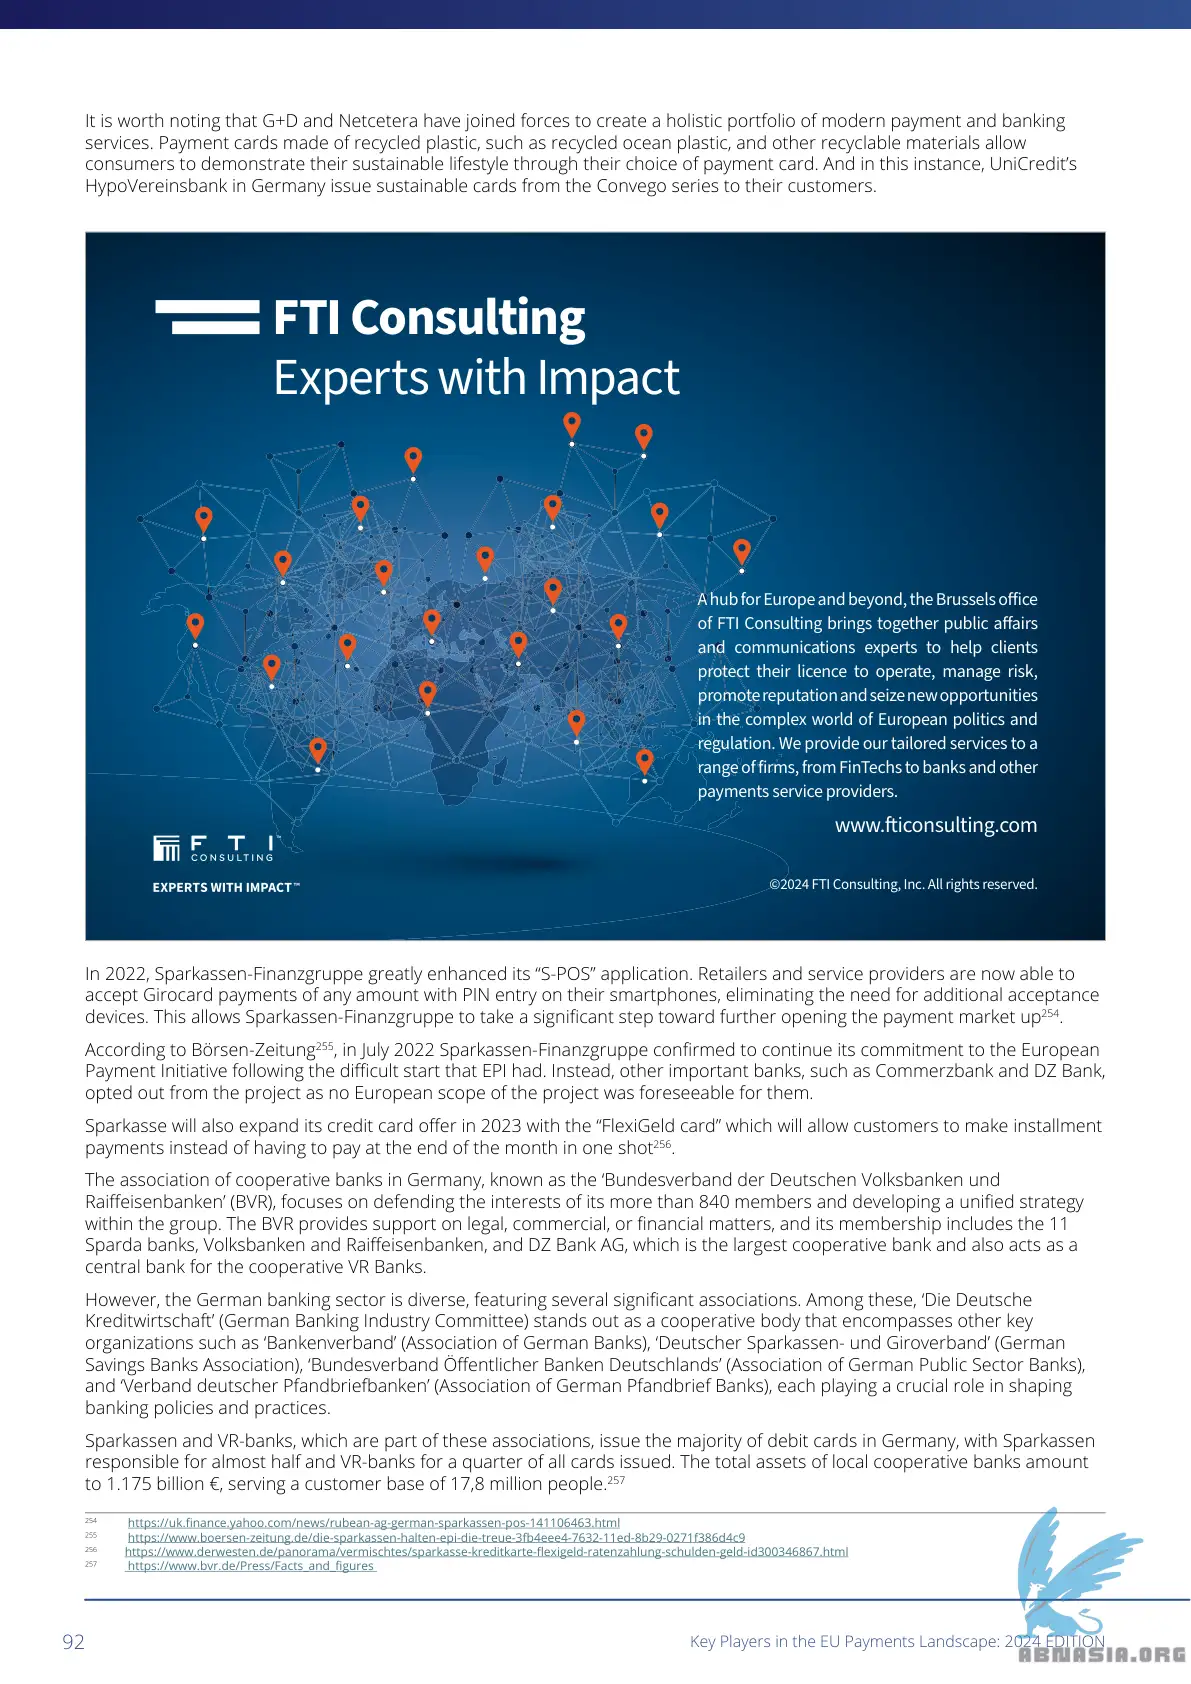 It is worth noting that G+D and Netcetera have joined forces to create a holistic portfolio of modern payment and banking
services. Payment cards made of recycled plastic, such as recycled ocean plastic, and other recyclable materials allow
consumers to demonstrate their sustainable lifestyle through their choice of payment card. And in this instance, UniCredit’s
HypoVereinsbank in Germany issue sustainable cards from the Convego series to their customers.
FTI Consulting
Experts with Impact
A hub for Europe and beyond, the Brussels office
of FTI Consulting brings together public affairs
and communications experts to help clients
protect their licence to operate, manage risk,
promote reputation and seize new opportunities
in the complex world of European politics and
regulation. We provide our tailored services to a
range of firms, from FinTechs to banks and other
payments service providers.
www.fticonsulting.com
F T I ™
CONSULTING
EXPERTS WITH IMPACT™
©2024 FTI Consulting, Inc. All rights reserved.
In 2022, Sparkassen-Finanzgruppe greatly enhanced its “S-POS” application. Retailers and service providers are now able to
accept Girocard payments of any amount with PIN entry on their smartphones, eliminating the need for additional acceptance
devices. This allows Sparkassen-Finanzgruppe to take a significant step toward further opening the payment market up254.
According to Börsen-Zeitung255, in July 2022 Sparkassen-Finanzgruppe confirmed to continue its commitment to the European
Payment Initiative following the difficult start that EPI had. Instead, other important banks, such as Commerzbank and DZ Bank,
opted out from the project as no European scope of the project was foreseeable for them.
Sparkasse will also expand its credit card offer in 2023 with the “FlexiGeld card” which will allow customers to make installment
payments instead of having to pay at the end of the month in one shot256.
The association of cooperative banks in Germany, known as the ‘Bundesverband der Deutschen Volksbanken und
Raiffeisenbanken’ (BVR), focuses on defending the interests of its more than 840 members and developing a unified strategy
within the group. The BVR provides support on legal, commercial, or financial matters, and its membership includes the 11
Sparda banks, Volksbanken and Raiffeisenbanken, and DZ Bank AG, which is the largest cooperative bank and also acts as a
central bank for the cooperative VR Banks.
However, the German banking sector is diverse, featuring several significant associations. Among these, ‘Die Deutsche
Kreditwirtschaft’ (German Banking Industry Committee) stands out as a cooperative body that encompasses other key
organizations such as ‘Bankenverband’ (Association of German Banks), ‘Deutscher Sparkassen- und Giroverband’ (German
Savings Banks Association), ‘Bundesverband Öffentlicher Banken Deutschlands’ (Association of German Public Sector Banks),
and ‘Verband deutscher Pfandbriefbanken’ (Association of German Pfandbrief Banks), each playing a crucial role in shaping
banking policies and practices.
Sparkassen and VR-banks, which are part of these associations, issue the majority of debit cards in Germany, with Sparkassen
responsible for almost half and VR-banks for a quarter of all cards issued. The total assets of local cooperative banks amount
to 1.175 billion €, serving a customer base of 17,8 million people.257
254 https://uk.finance.yahoo.com/news/rubean-ag-german-sparkassen-pos-141106463.html
255 https://www.boersen-zeitung.de/die-sparkassen-halten-epi-die-treue-3fb4eee4-7632-11ed-8b29-0271f386d4c9
256 https://www.derwesten.de/panorama/vermischtes/sparkasse-kreditkarte-flexigeld-ratenzahlung-schulden-geld-id300346867.html
257 https://www.bvr.de/Press/Facts_and_figures
92
Key Players in the EU Payments Landscape: 2024 EDITION
ABNASIA.ORG